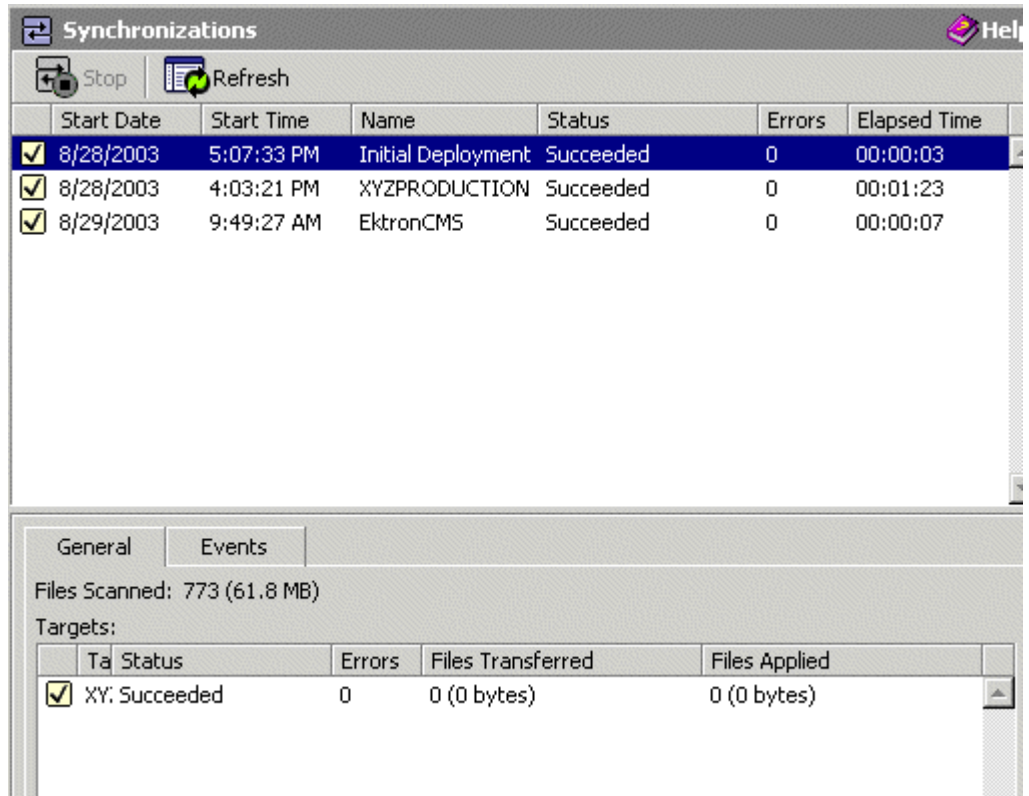 Synchronizations Help
Stop Refresh
Start Date Start Time Name Status Errors Elapsed Time
8/28/2003 5:07:33 PM Initial Deployment Succeeded 0 00:00:03
8/28/2003 4:03:21 PM XYZPRODUCTION Succeeded 0 00:01:23
8/29/2003 9:49:27 AM EktronCMS Succeeded 0 00:00:07
General Events
Files Scanned: 773 (61.8 MB)
Targets:
Ta Status Errors Files Transferred Files Applied
XY. Succeeded 0 0 (0 bytes) 0 (0 bytes)